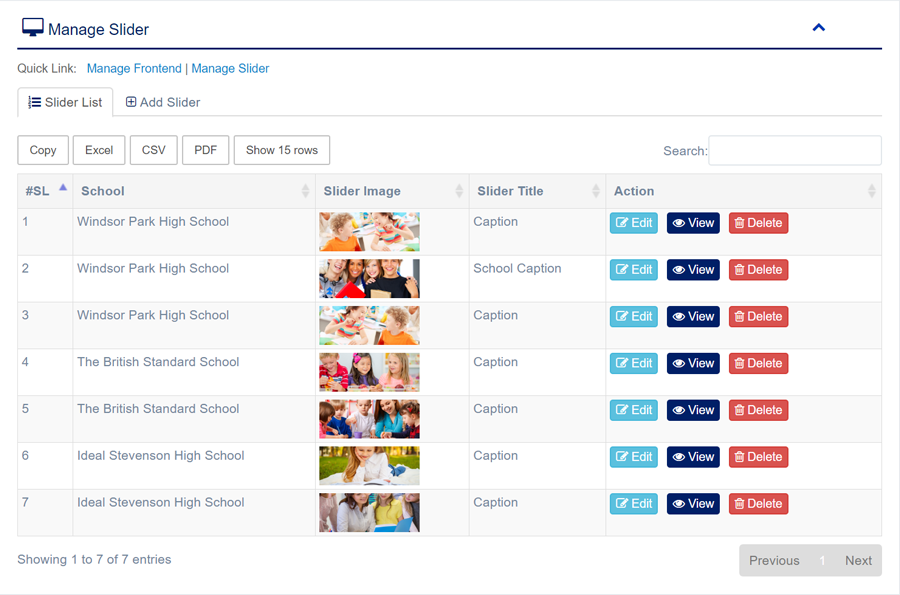 Manage Slider
Quick Link: Manage Frontend | Manage Slider
Slider List Add Slider
Copy Excel CSV PDF Show 15 rows Search:
#SL School Slider Image Slider Title Action
1 Windsor Park High School Caption Edit View Delete
2 Windsor Park High School School Caption Edit View Delete
3 Windsor Park High School Caption Edit View Delete
4 The British Standard School Caption Edit View Delete
5 The British Standard School Caption Edit View Delete
6 Ideal Stevenson High School Caption Edit View Delete
7 Ideal Stevenson High School Caption Edit View Delete
Showing 1 to 7 of 7 entries Previous 1 Next